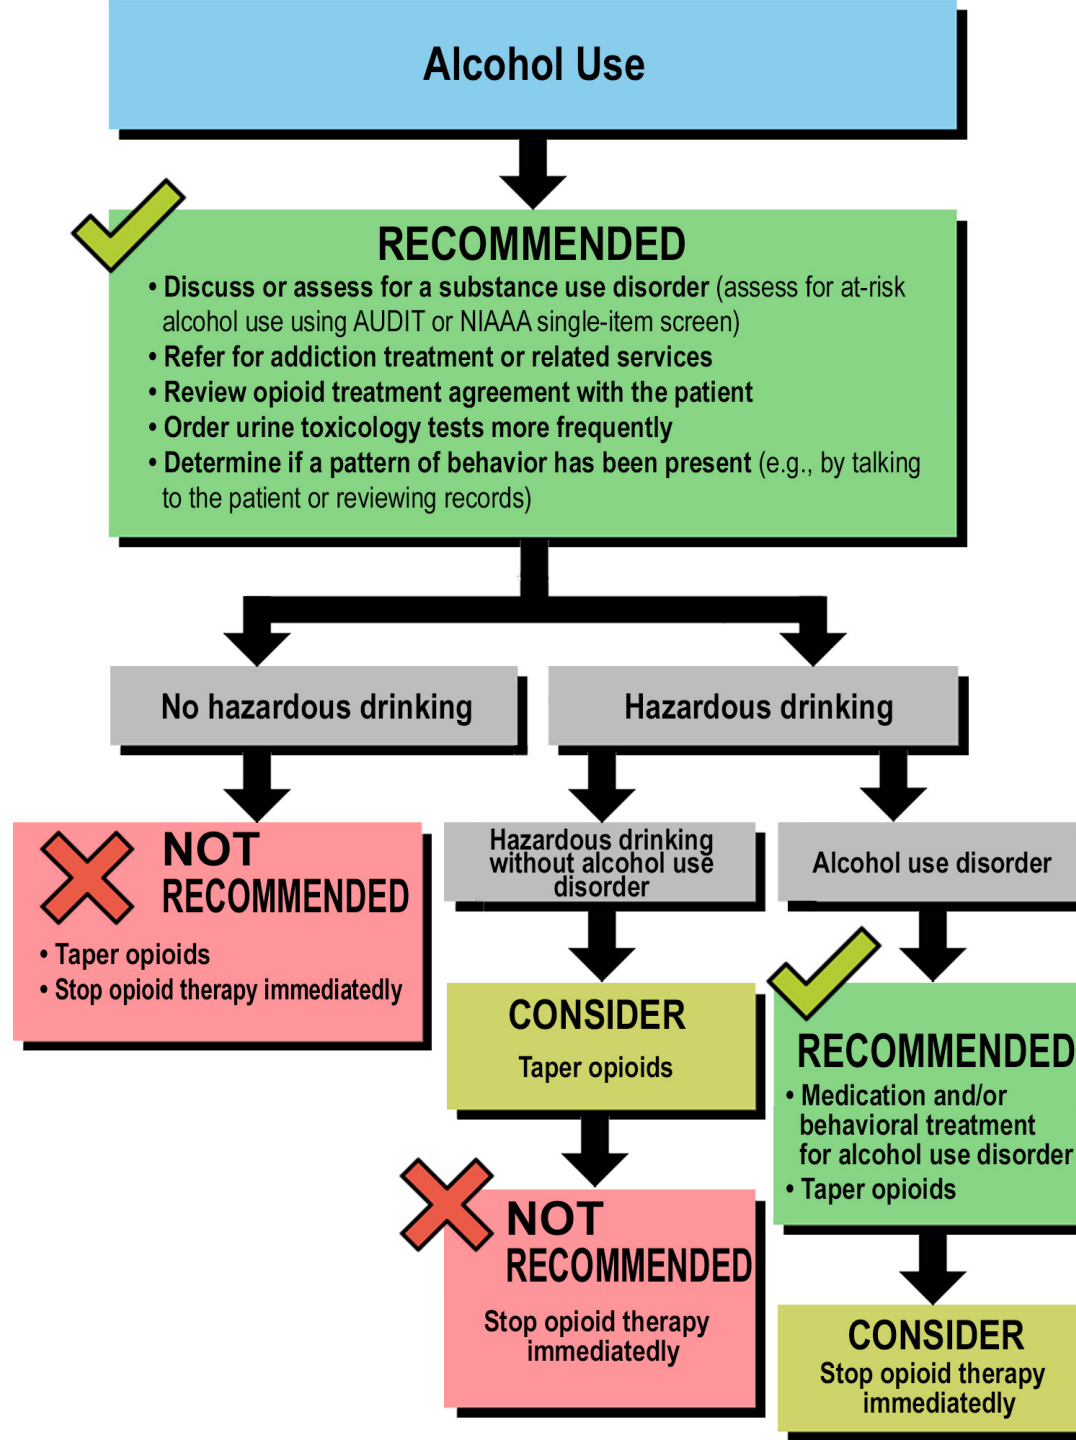 Alcohol Use
RECOMMENDED
• Discuss or assess for a substance use disorder (assess for at-risk
alcohol use using AUDIT or NIAAA single-item screen)
• Refer for addiction treatment or related services
• Review opioid treatment agreement with the patient
• Order urine toxicology tests more frequently
• Determine if a pattern of behavior has been present (e.g., by talking
to the patient or reviewing records)
No hazardous drinking
Hazardous drinking
NOT
RECOMMENDED
• Taper opioids
• Stop opioid therapy immediatedly
Hazardous drinking
without alcohol use
disorder
CONSIDER
Taper opioids
NOT
RECOMMENDED
Stop opioid therapy
immediatedly
Alcohol use disorder
RECOMMENDED
• Medication and/or
behavioral treatment
for alcohol use disorder
• Taper opioids
CONSIDER
Stop opioid therapy
immediatedly